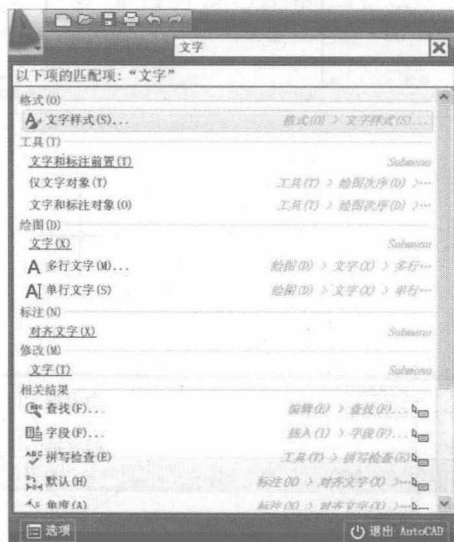 文字
以下项的匹配项：“文字”
格式(O)
文字样式(S)... 格式(O) > 文字样式(S)...
工具(T)
文字和标注前置(T) Submenu
仅文字对象(T) 工具(T) > 绘图次序(D) >...
文字和标注对象(O) 工具(T) > 绘图次序(D) >...
绘图(D)
文字(X) Submenu
多行文字(M)... 绘图(D) > 文字(X) > 多行...
单行文字(S) 绘图(D) > 文字(X) > 单行...
标注(N)
对齐文字(X) Submenu
修改(M)
文字(T) Submenu
相关结果
查找(F)... 编辑(E) > 查找(F)...
字段(F)... 插入(I) > 字段(F)...
ABC 拼写检查(E) 工具(T) > 拼写检查(E)
默认(H) 标注(N) > 对齐文字(X) >...
角度(A) 标注(N) > 对齐文字(X) >...
选项 退出 AutoCAD